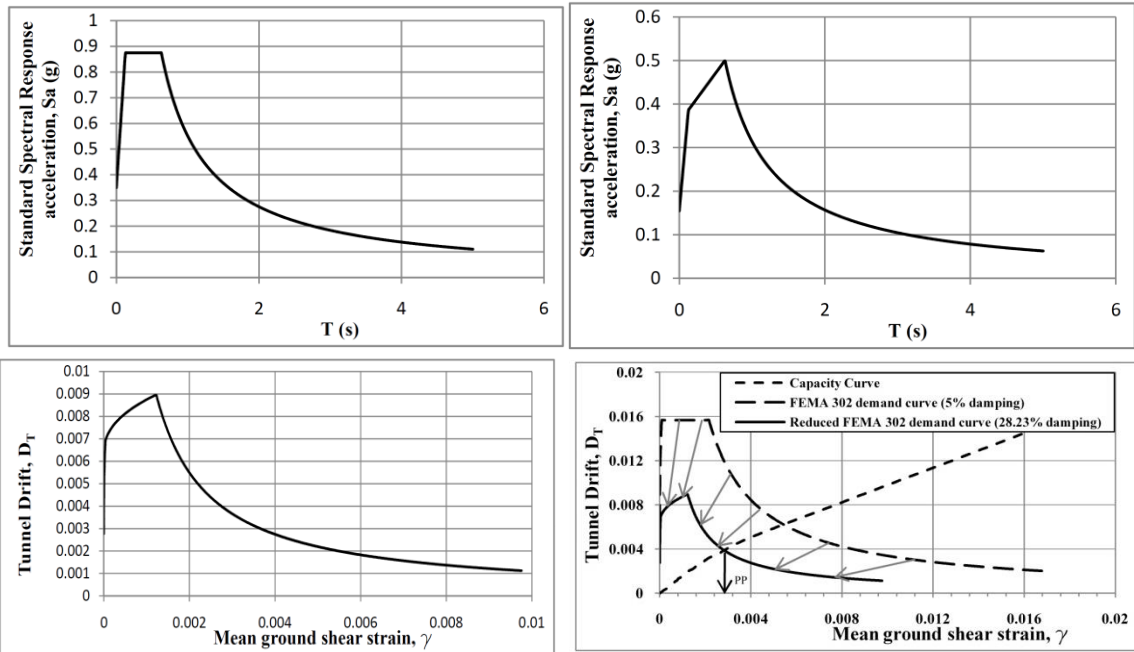 Standard Spectral Response
acceleration, Sa (g)
1
0.9
0.8
0.7
0.6
0.5
0.4
0.3
0.2
0.1
0
0 2 4 6
T (s)
Standard Spectral Response
acceleration, Sa (g)
0.6
0.5
0.4
0.3
0.2
0.1
0
0 2 4 6
T (s)
Tunnel Drift, D_T
0.01
0.009
0.008
0.007
0.006
0.005
0.004
0.003
0.002
0.001
0
0 0.002 0.004 0.006 0.008 0.01
Mean ground shear strain, γ
Tunnel Drift, D_T
0.02
0.016
0.012
0.008
0.004
0
Capacity Curve
FEMA 302 demand curve (5% damping)
Reduced FEMA 302 demand curve (28.23% damping)
PP
0 0.004 0.008 0.012 0.016 0.02
Mean ground shear strain, γ